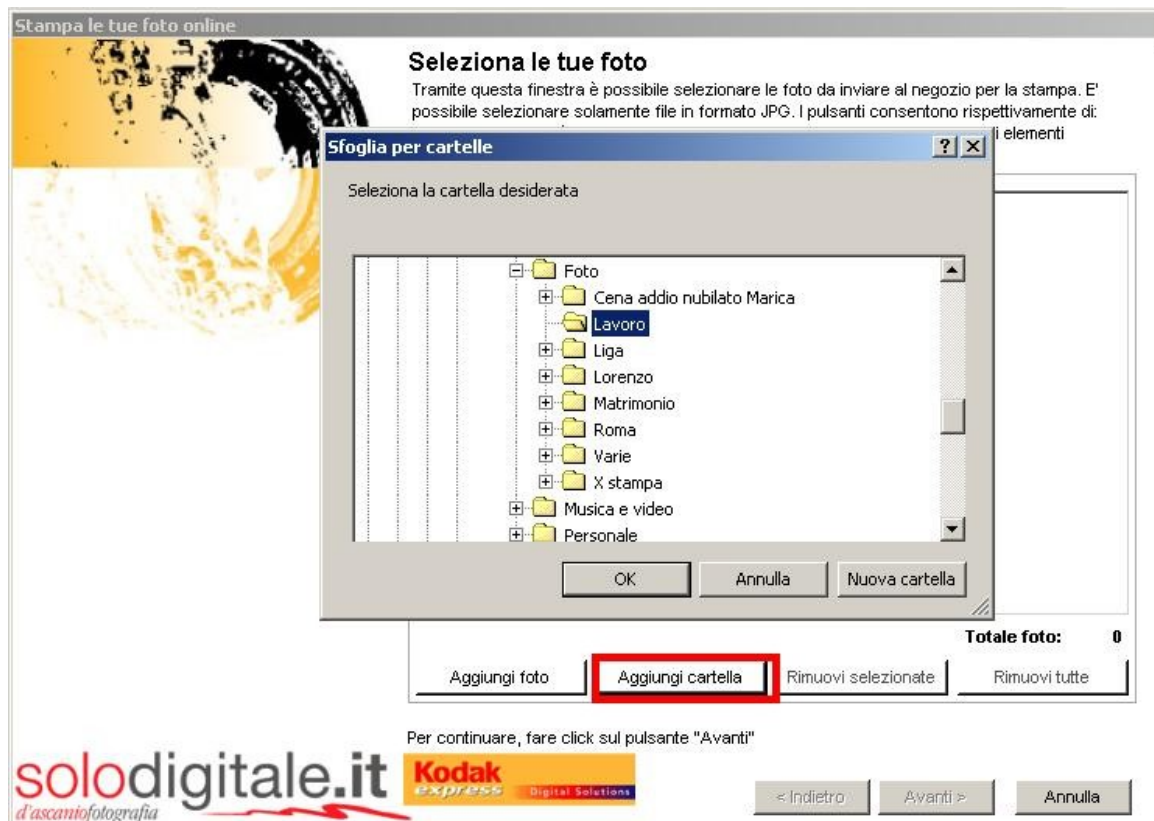 Stampa le tue foto online
Seleziona le tue foto
Tramite questa finestra è possibile selezionare le foto da inviare al negozio per la stampa. E'
possibile selezionare solamente file in formato JPG. I pulsanti consentono rispettivamente di:
i elementi
Sfoglia per cartelle
Seleziona la cartella desiderata
Foto
Cena addio nubilato Marica
Lavoro
Liga
Lorenzo
Matrimonio
Roma
Varie
X stampa
Musica e video
Personale
OK Annulla Nuova cartella
Totale foto: 0
Aggiungi foto Aggiungi cartella Rimuovi selezionate Rimuovi tutte
Per continuare, fare click sul pulsante "Avanti"
solodigitale.it
d'ascaniofotografia
Kodak
express Digital Solutions
< Indietro Avanti > Annulla